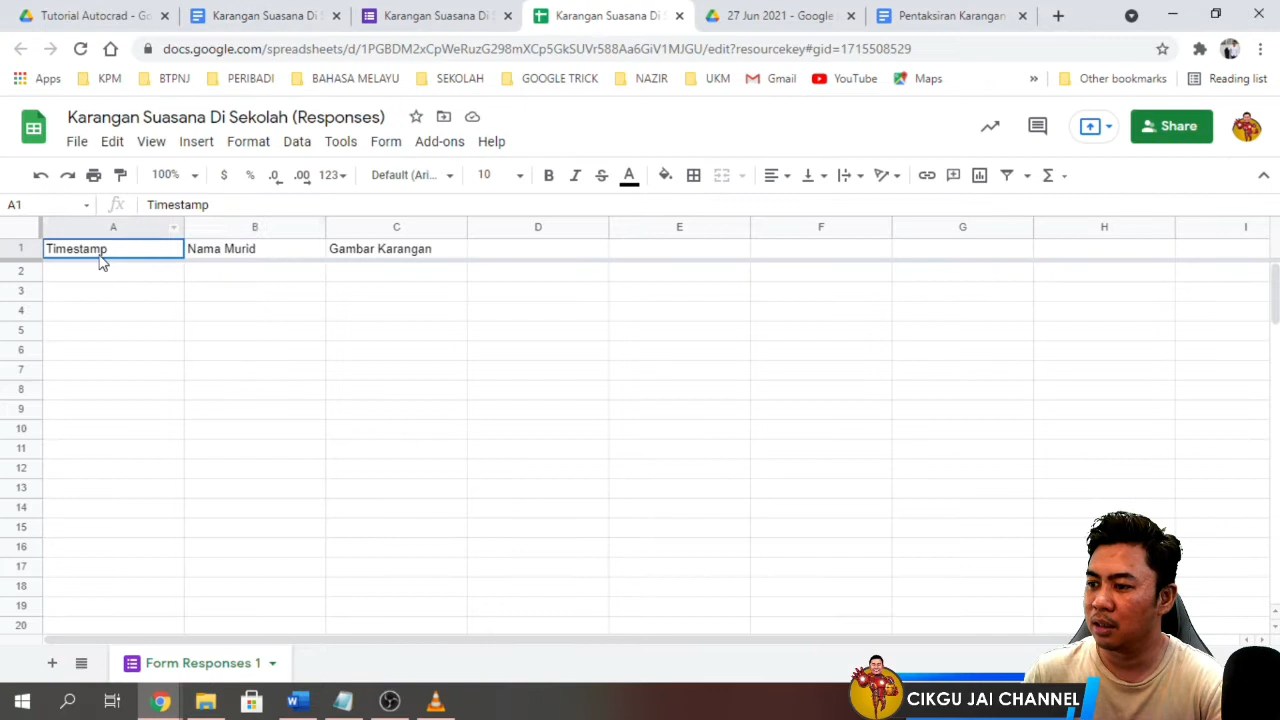 Tutorial Autocrad - Go
Karangan Suasana Di S
Karangan Suasana Di S
Karangan Suasana Di S
27 Jun 2021 - Google
Pentaksiran Karangan
docs.google.com/spreadsheets/d/1PGBDM2xCpWeRuzG298mXCp5GkSUVr588Aa6GiV1MJGU/edit?resourcekey#gid=1715508529
Apps
KPM
BTPNJ
PERIBADI
BAHASA MELAYU
SEKOLAH
GOOGLE TRICK
NAZIR
UKM
Gmail
YouTube
Maps
»
Other bookmarks
Reading list
Karangan Suasana Di Sekolah (Responses)
File Edit View Insert Format Data Tools Form Add-ons Help
Share
100% $ % .0 .00 123 Default (Ari... 10 B I S A
A1 fx Timestamp
A B C D E F G H I
1 Timestamp Nama Murid Gambar Karangan
2
3
4
5
6
7
8
9
10
11
12
13
14
15
16
17
18
19
20
Form Responses 1
CIKGU JAI CHANNEL